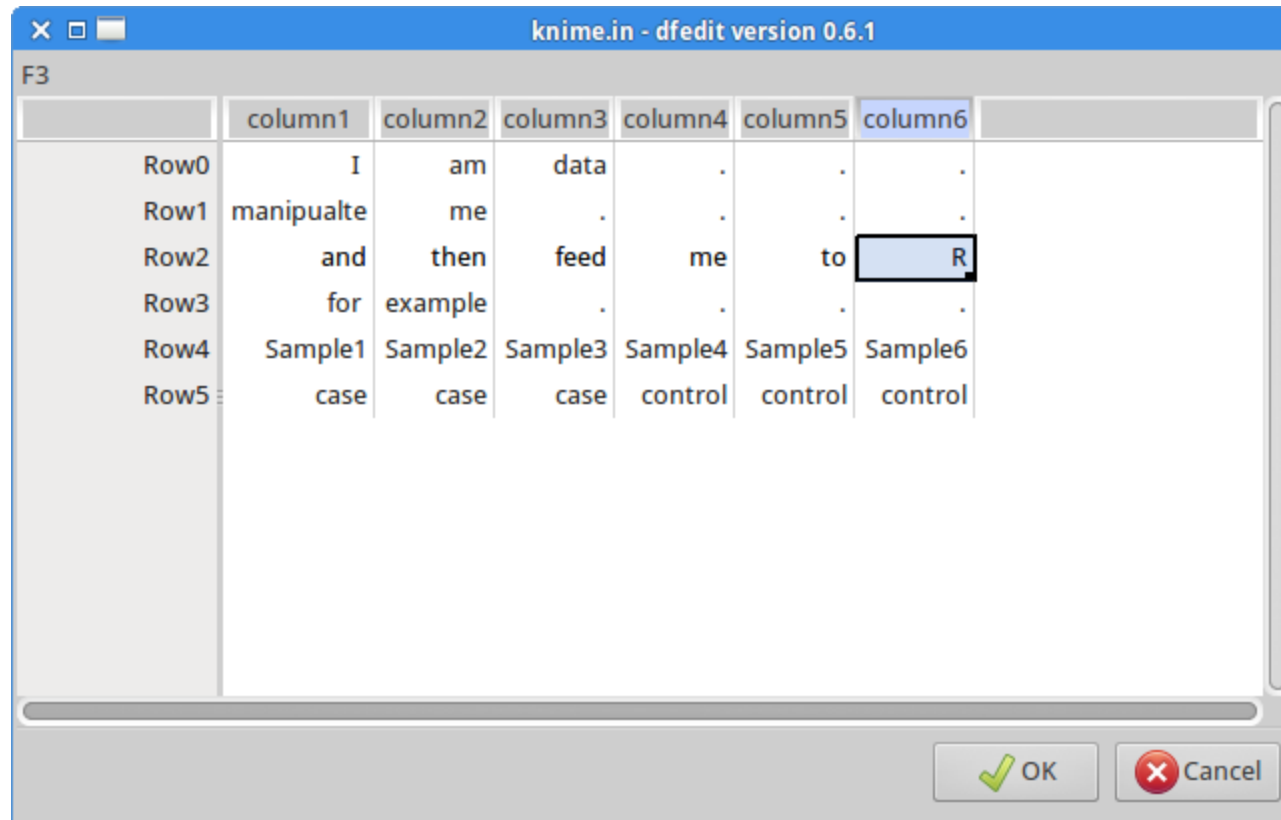 knime.in - dfedit version 0.6.1
F3
column1 column2 column3 column4 column5 column6
Row0 I am data . . .
Row1 manipualte me . . . .
Row2 and then feed me to R
Row3 for example . . . .
Row4 Sample1 Sample2 Sample3 Sample4 Sample5 Sample6
Row5 case case case control control control
OK Cancel